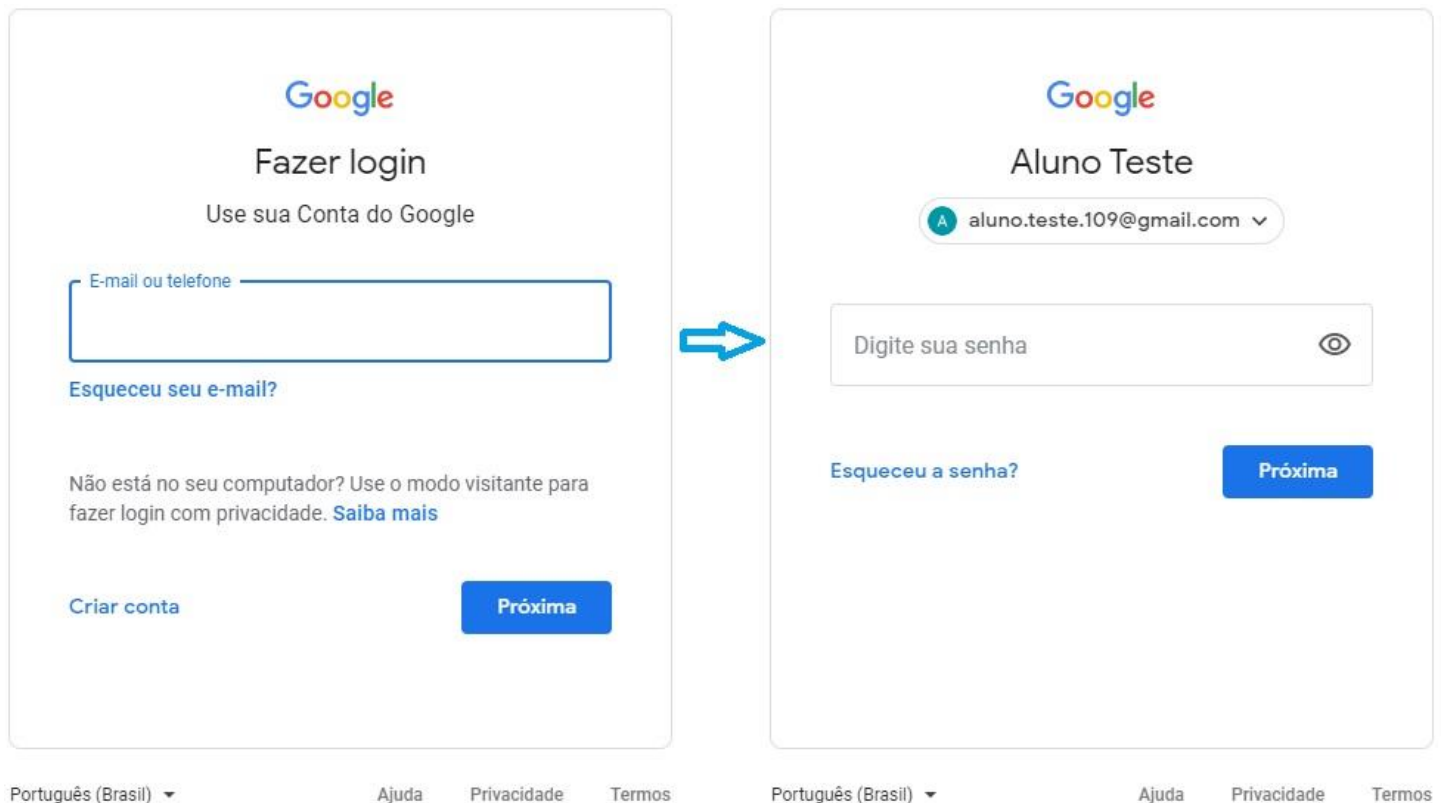 Google
Fazer login
Use sua Conta do Google
E-mail ou telefone
Esqueceu seu e-mail?
Não está no seu computador? Use o modo visitante para
fazer login com privacidade. Saiba mais
Criar conta
Próxima
Português (Brasil)
Ajuda
Privacidade
Termos
Google
Aluno Teste
A
aluno.teste.109@gmail.com
Digite sua senha
Esqueceu a senha?
Próxima
Português (Brasil)
Ajuda
Privacidade
Termos